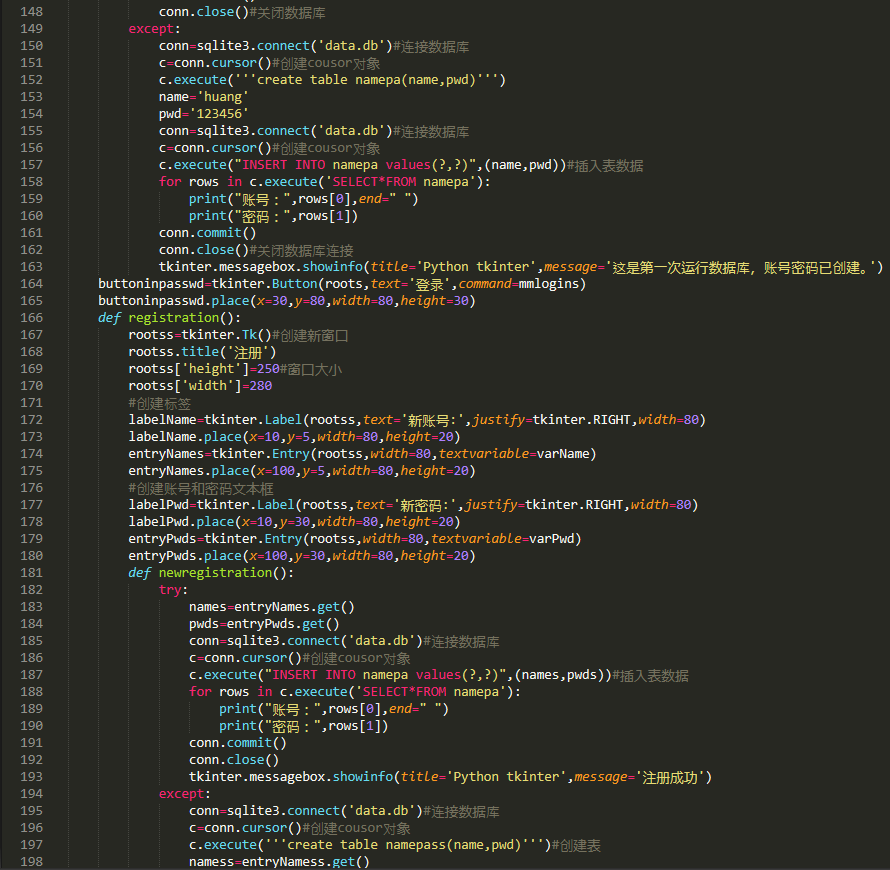 148 conn.close()#关闭数据库
149 except:
150 conn=sqlite3.connect('data.db')#连接数据库
151 c=conn.cursor()#创建cousor对象
152 c.execute('''create table namepa(name,pwd)''')
153 name='huang'
154 pwd='123456'
155 conn=sqlite3.connect('data.db')#连接数据库
156 c=conn.cursor()#创建cousor对象
157 c.execute("INSERT INTO namepa values(?,?)",(name,pwd))#插入表数据
158 for rows in c.execute('SELECT*FROM namepa'):
159 print("账号：",rows[0],end=" ")
160 print("密码：",rows[1])
161 conn.commit()
162 conn.close()#关闭数据库连接
163 tkinter.messagebox.showinfo(title='Python tkinter',message='这是第一次运行数据库，账号密码已创建。')
164 buttoninpasswd=tkinter.Button(roots,text='登录',command=mmlogins)
165 buttoninpasswd.place(x=30,y=80,width=80,height=30)
166 def registration():
167 rootss=tkinter.Tk()#创建新窗口
168 rootss.title('注册')
169 rootss['height']=250#窗口大小
170 rootss['width']=280
171 #创建标签
172 labelName=tkinter.Label(rootss,text='新账号:',justify=tkinter.RIGHT,width=80)
173 labelName.place(x=10,y=5,width=80,height=20)
174 entryNames=tkinter.Entry(rootss,width=80,textvariable=varName)
175 entryNames.place(x=100,y=5,width=80,height=20)
176 #创建账号和密码文本框
177 labelPwd=tkinter.Label(rootss,text='新密码:',justify=tkinter.RIGHT,width=80)
178 labelPwd.place(x=10,y=30,width=80,height=20)
179 entryPwds=tkinter.Entry(rootss,width=80,textvariable=varPwd)
180 entryPwds.place(x=100,y=30,width=80,height=20)
181 def newregistration():
182 try:
183 names=entryNames.get()
184 pwds=entryPwds.get()
185 conn=sqlite3.connect('data.db')#连接数据库
186 c=conn.cursor()#创建cousor对象
187 c.execute("INSERT INTO namepa values(?,?)",(names,pwds))#插入表数据
188 for rows in c.execute('SELECT*FROM namepa'):
189 print("账号：",rows[0],end=" ")
190 print("密码：",rows[1])
191 conn.commit()
192 conn.close()
193 tkinter.messagebox.showinfo(title='Python tkinter',message='注册成功')
194 except:
195 conn=sqlite3.connect('data.db')#连接数据库
196 c=conn.cursor()#创建cousor对象
197 c.execute('''create table namepass(name,pwd)''')#创建表
198 namess=entryNamess.get()